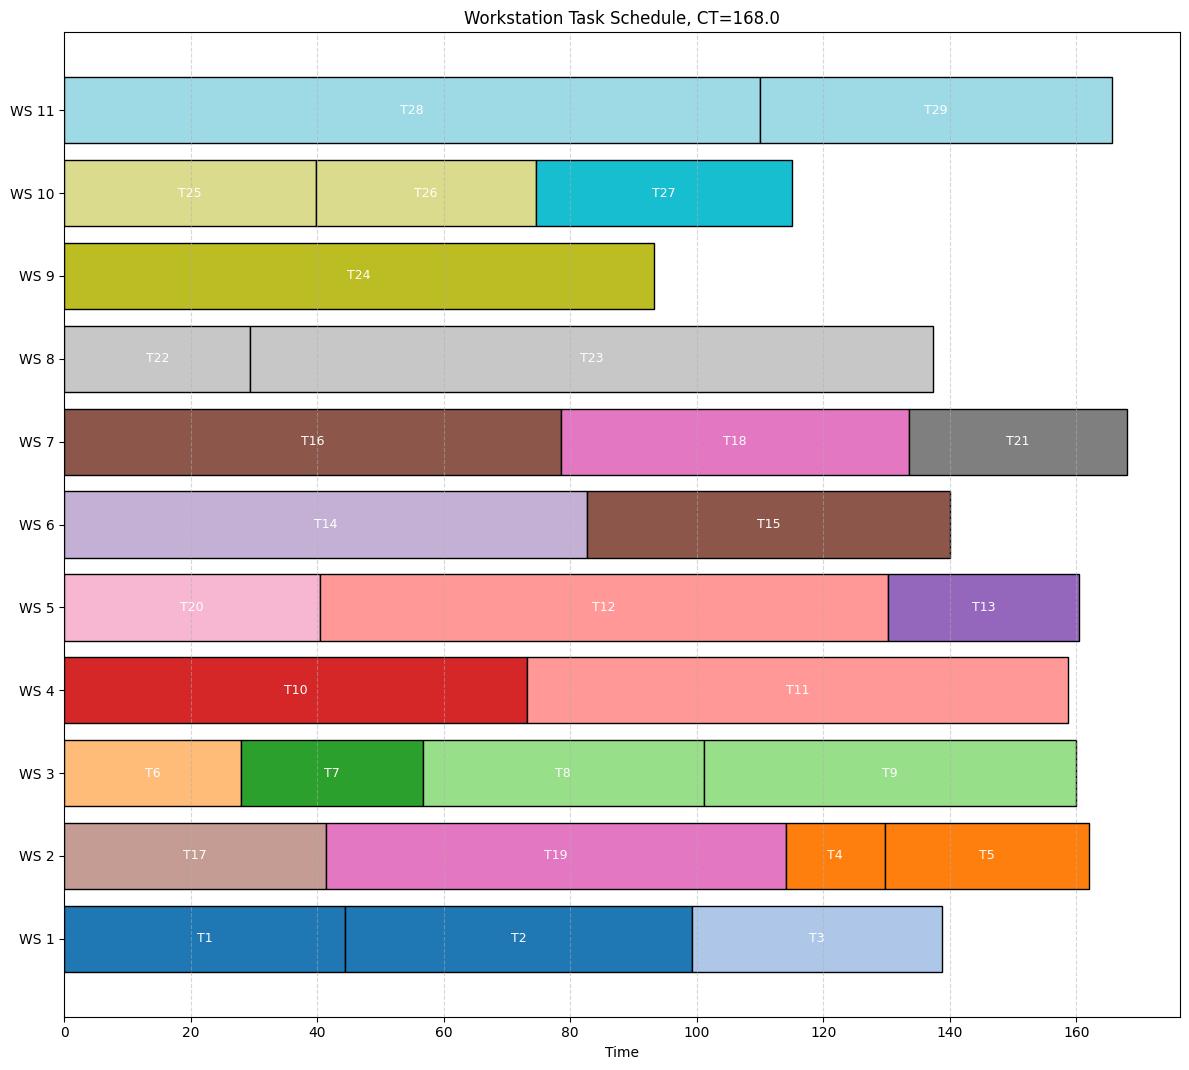 Workstation Task Schedule, CT=168.0
WS 11 T28 T29
WS 10 T25 T26 T27
WS 9 T24
WS 8 T22 T23
WS 7 T16 T18 T21
WS 6 T14 T15
WS 5 T20 T12 T13
WS 4 T10 T11
WS 3 T6 T7 T8 T9
WS 2 T17 T19 T4 T5
WS 1 T1 T2 T3
0 20 40 60 80 100 120 140 160
Time